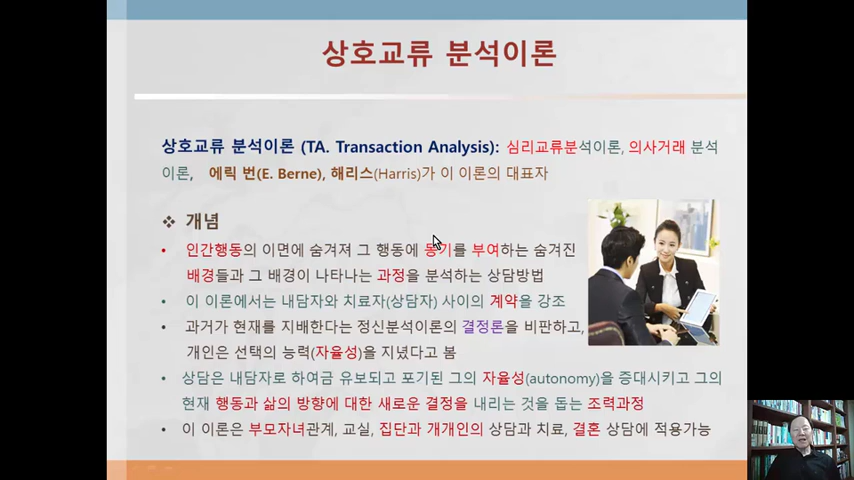 상호교류 분석이론
상호교류 분석이론 (TA. Transaction Analysis): 심리교류분석이론, 의사거래 분석
이론, 에릭 번(E. Berne), 해리스(Harris)가 이 이론의 대표자
❖ 개념
• 인간행동의 이면에 숨겨져 그 행동에 동기를 부여하는 숨겨진
배경들과 그 배경이 나타나는 과정을 분석하는 상담방법
• 이 이론에서는 내담자와 치료자(상담자) 사이의 계약을 강조
• 과거가 현재를 지배한다는 정신분석이론의 결정론을 비판하고,
개인은 선택의 능력(자율성)을 지녔다고 봄
• 상담은 내담자로 하여금 유보되고 포기된 그의 자율성(autonomy)을 증대시키고 그의
현재 행동과 삶의 방향에 대한 새로운 결정을 내리는 것을 돕는 조력과정
• 이 이론은 부모자녀관계, 교실, 집단과 개개인의 상담과 치료, 결혼 상담에 적용가능